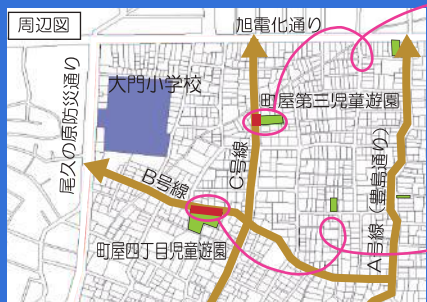 周辺図
旭電化通り
大門小学校
尾久の原防災通り
町屋第三児童遊園
C号線
B号線
A号線(豊島通り)
町屋四丁目児童遊園